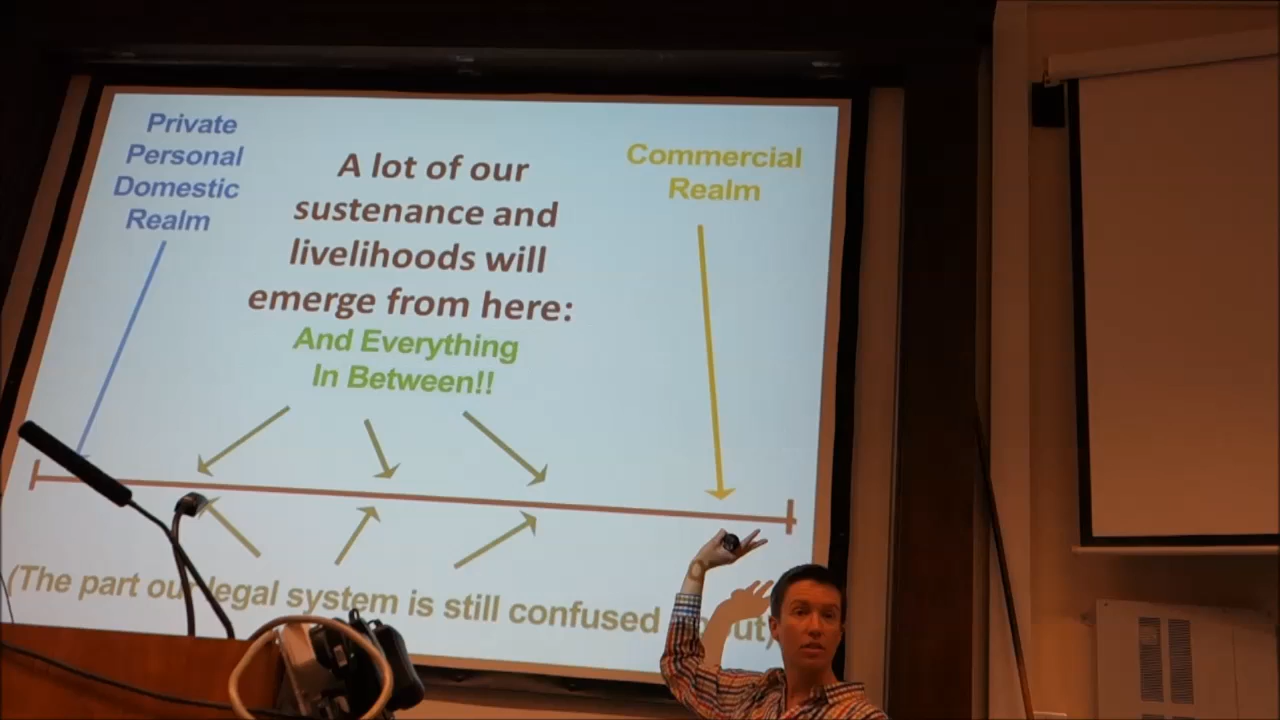 Private
Personal
Domestic
Realm
A lot of our
sustenance and
livelihoods will
emerge from here:
And Everything
In Between!!
Commercial
Realm
(The part our legal system is still confused about)